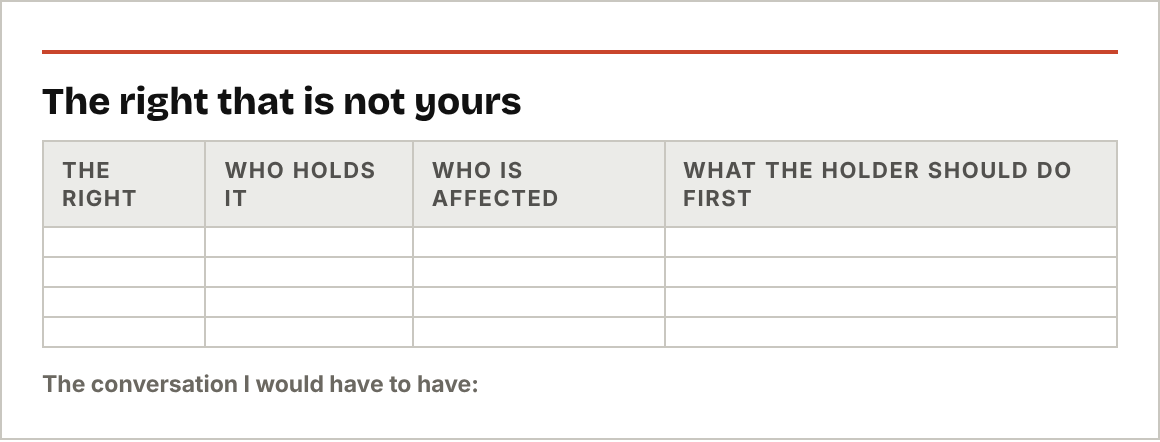 The right that is not yours
THE RIGHT
WHO HOLDS IT
WHO IS AFFECTED
WHAT THE HOLDER SHOULD DO FIRST
The conversation I would have to have: